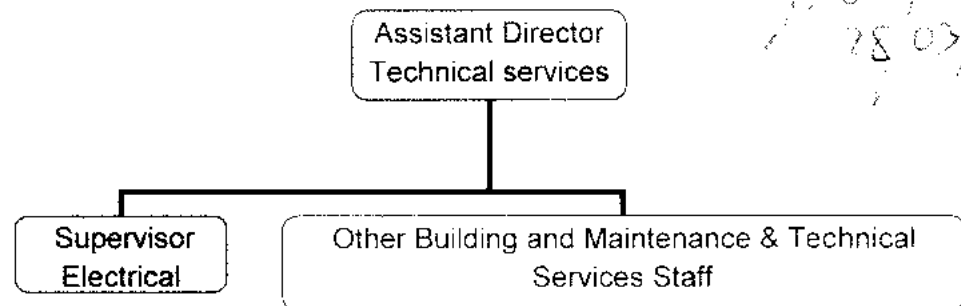 Assistant Director
Technical services
Supervisor
Electrical
Other Building and Maintenance & Technical
Services Staff